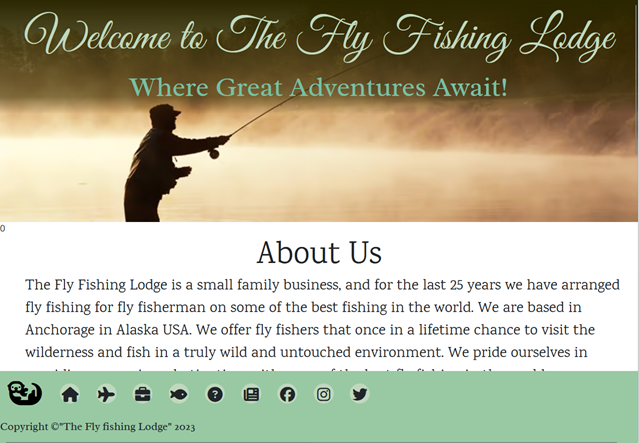 Welcome to The Fly Fishing Lodge
Where Great Adventures Await!
0
About Us
The Fly Fishing Lodge is a small family business, and for the last 25 years we have arranged
fly fishing for fly fisherman on some of the best fishing in the world. We are based in
Anchorage in Alaska USA. We offer fly fishers that once in a lifetime chance to visit the
wilderness and fish in a truly wild and untouched environment. We pride ourselves in
Copyright ©"The Fly fishing Lodge" 2023